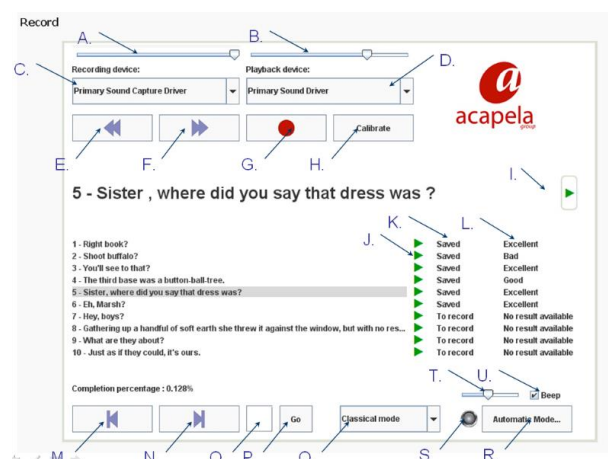 Record
A. B.
C. Recording device: Playback device: D.
Primary Sound Capture Driver Primary Sound Driver
acapela
group
Calibrate
E. F. G. H.
I.
5 - Sister , where did you say that dress was ?
K. L.
J.
1 - Right book? Saved Excellent
2 - Shoot buffalo? Saved Bad
3 - You'll see to that? Saved Excellent
4 - The third base was a button-ball-tree. Saved Good
5 - Sister, where did you say that dress was? Saved Excellent
6 - Eh, Marsh? Saved Excellent
7 - Hey, boys? To record No result available
8 - Gathering up a handful of soft earth she threw it against the window, but with no res... To record No result available
9 - What are they about? To record No result available
10 - Just as if they could, it's ours. To record No result available
T. U.
Completion percentage : 0.128% Beep
Go Classical mode Automatic Mode...
M. N. O. P. Q. S. R.